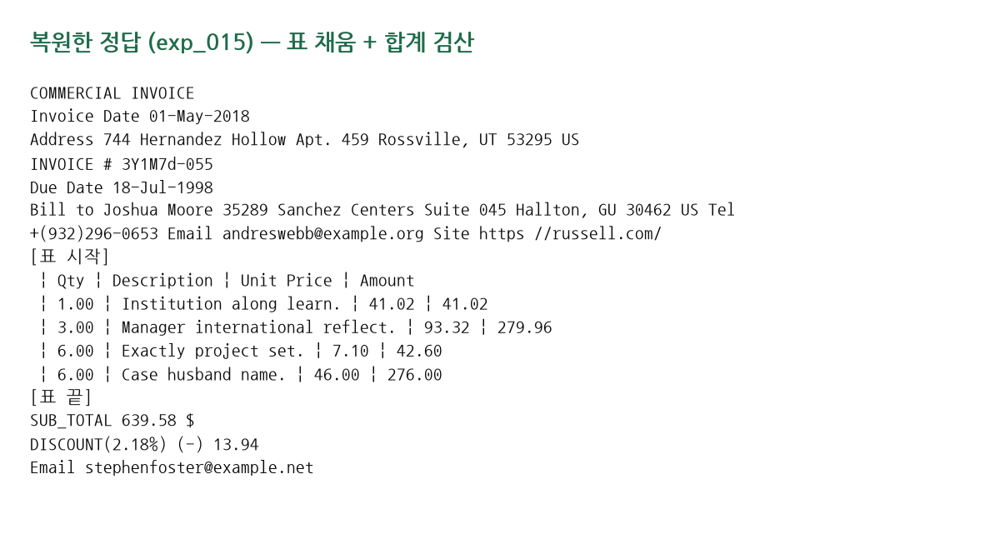 복원한 정답 (exp_015) — 표 채움 + 합계 검산
COMMERCIAL INVOICE
Invoice Date 01-May-2018
Address 744 Hernandez Hollow Apt. 459 Rossville, UT 53295 US
INVOICE # 3Y1M7d-055
Due Date 18-Jul-1998
Bill to Joshua Moore 35289 Sanchez Centers Suite 045 Hallton, GU 30462 US Tel
+(932)296-0653 Email andreswebb@example.org Site https //russell.com/
[표 시작]
¦ Qty ¦ Description ¦ Unit Price ¦ Amount
¦ 1.00 ¦ Institution along learn. ¦ 41.02 ¦ 41.02
¦ 3.00 ¦ Manager international reflect. ¦ 93.32 ¦ 279.96
¦ 6.00 ¦ Exactly project set. ¦ 7.10 ¦ 42.60
¦ 6.00 ¦ Case husband name. ¦ 46.00 ¦ 276.00
[표 끝]
SUB_TOTAL 639.58 $
DISCOUNT(2.18%) (-) 13.94
Email stephenfoster@example.net